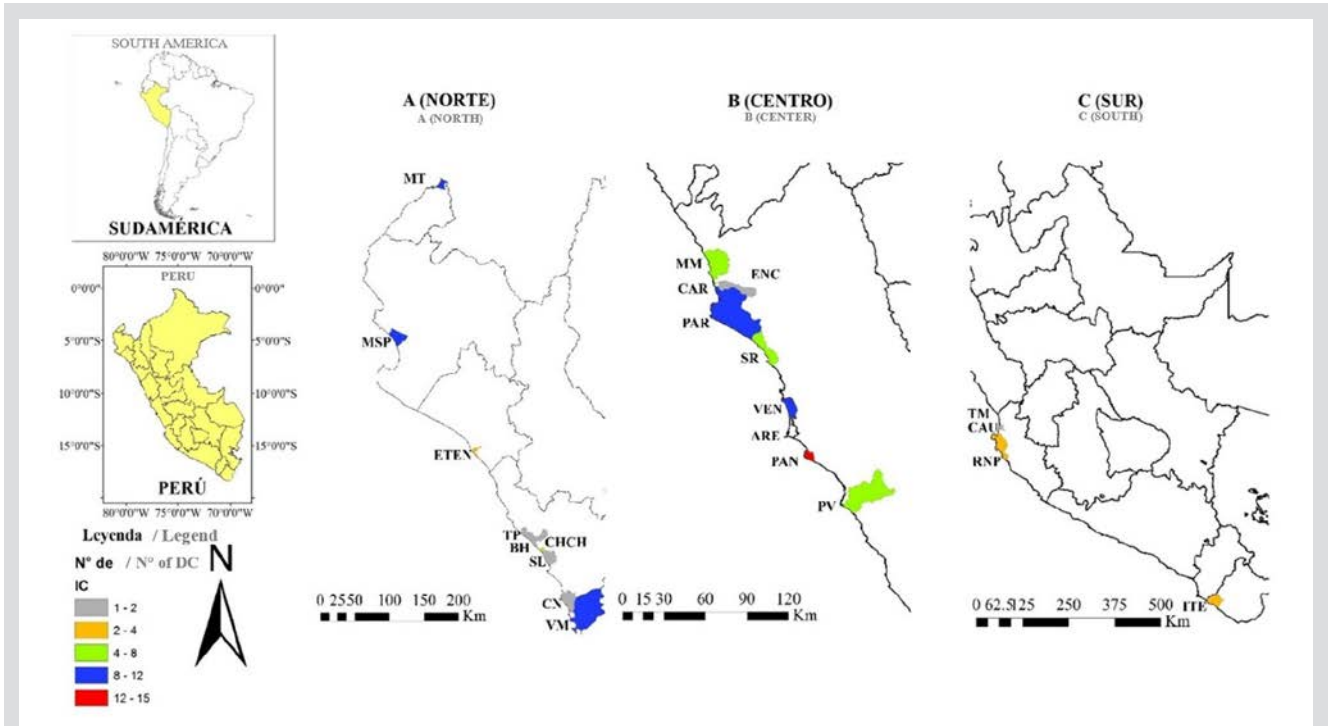 SOUTH AMERICA
SUDAMÉRICA
80°0'0"W 75°0'0"W 70°0'0"W
PERU
0°0'0"S 0°0'0"S
5°0'0"S 5°0'0"S
10°0'0"S 10°0'0"S
15°0'0"S 15°0'0"S
PERÚ
80°0'0"W 75°0'0"W 70°0'0"W
Leyenda / Legend
N° de / N° of DC
IC
1 - 2
2 - 4
4 - 8
8 - 12
12 - 15
N
A (NORTE)
A (NORTH)
MT
MSP
ETEN
TP
BH
CHCH
SL
CN
VM
0 25 50 100 150 200
Km
B (CENTRO)
B (CENTER)
MM
ENC
CAR
PAR
SR
VEN
ARE
PAN
PV
0 15 30 60 90 120
Km
C (SUR)
C (SOUTH)
TM
CAU
RNP
ITE
0 62.5 125 250 375 500
Km